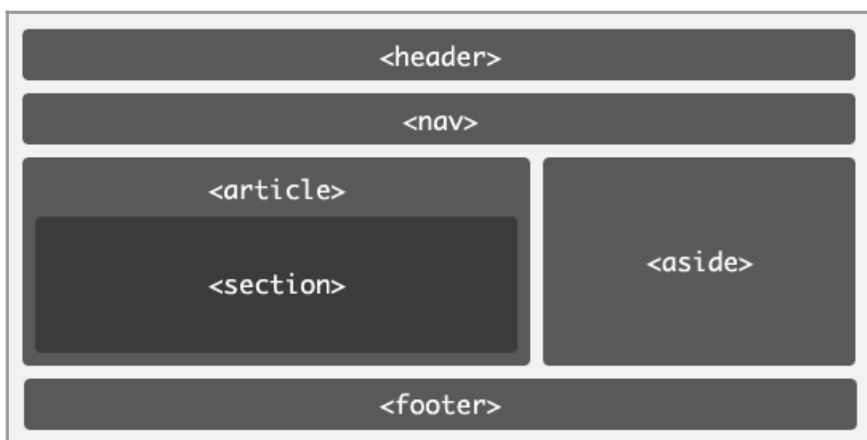 <header>
<nav>
<article>
<section>
<aside>
<footer>